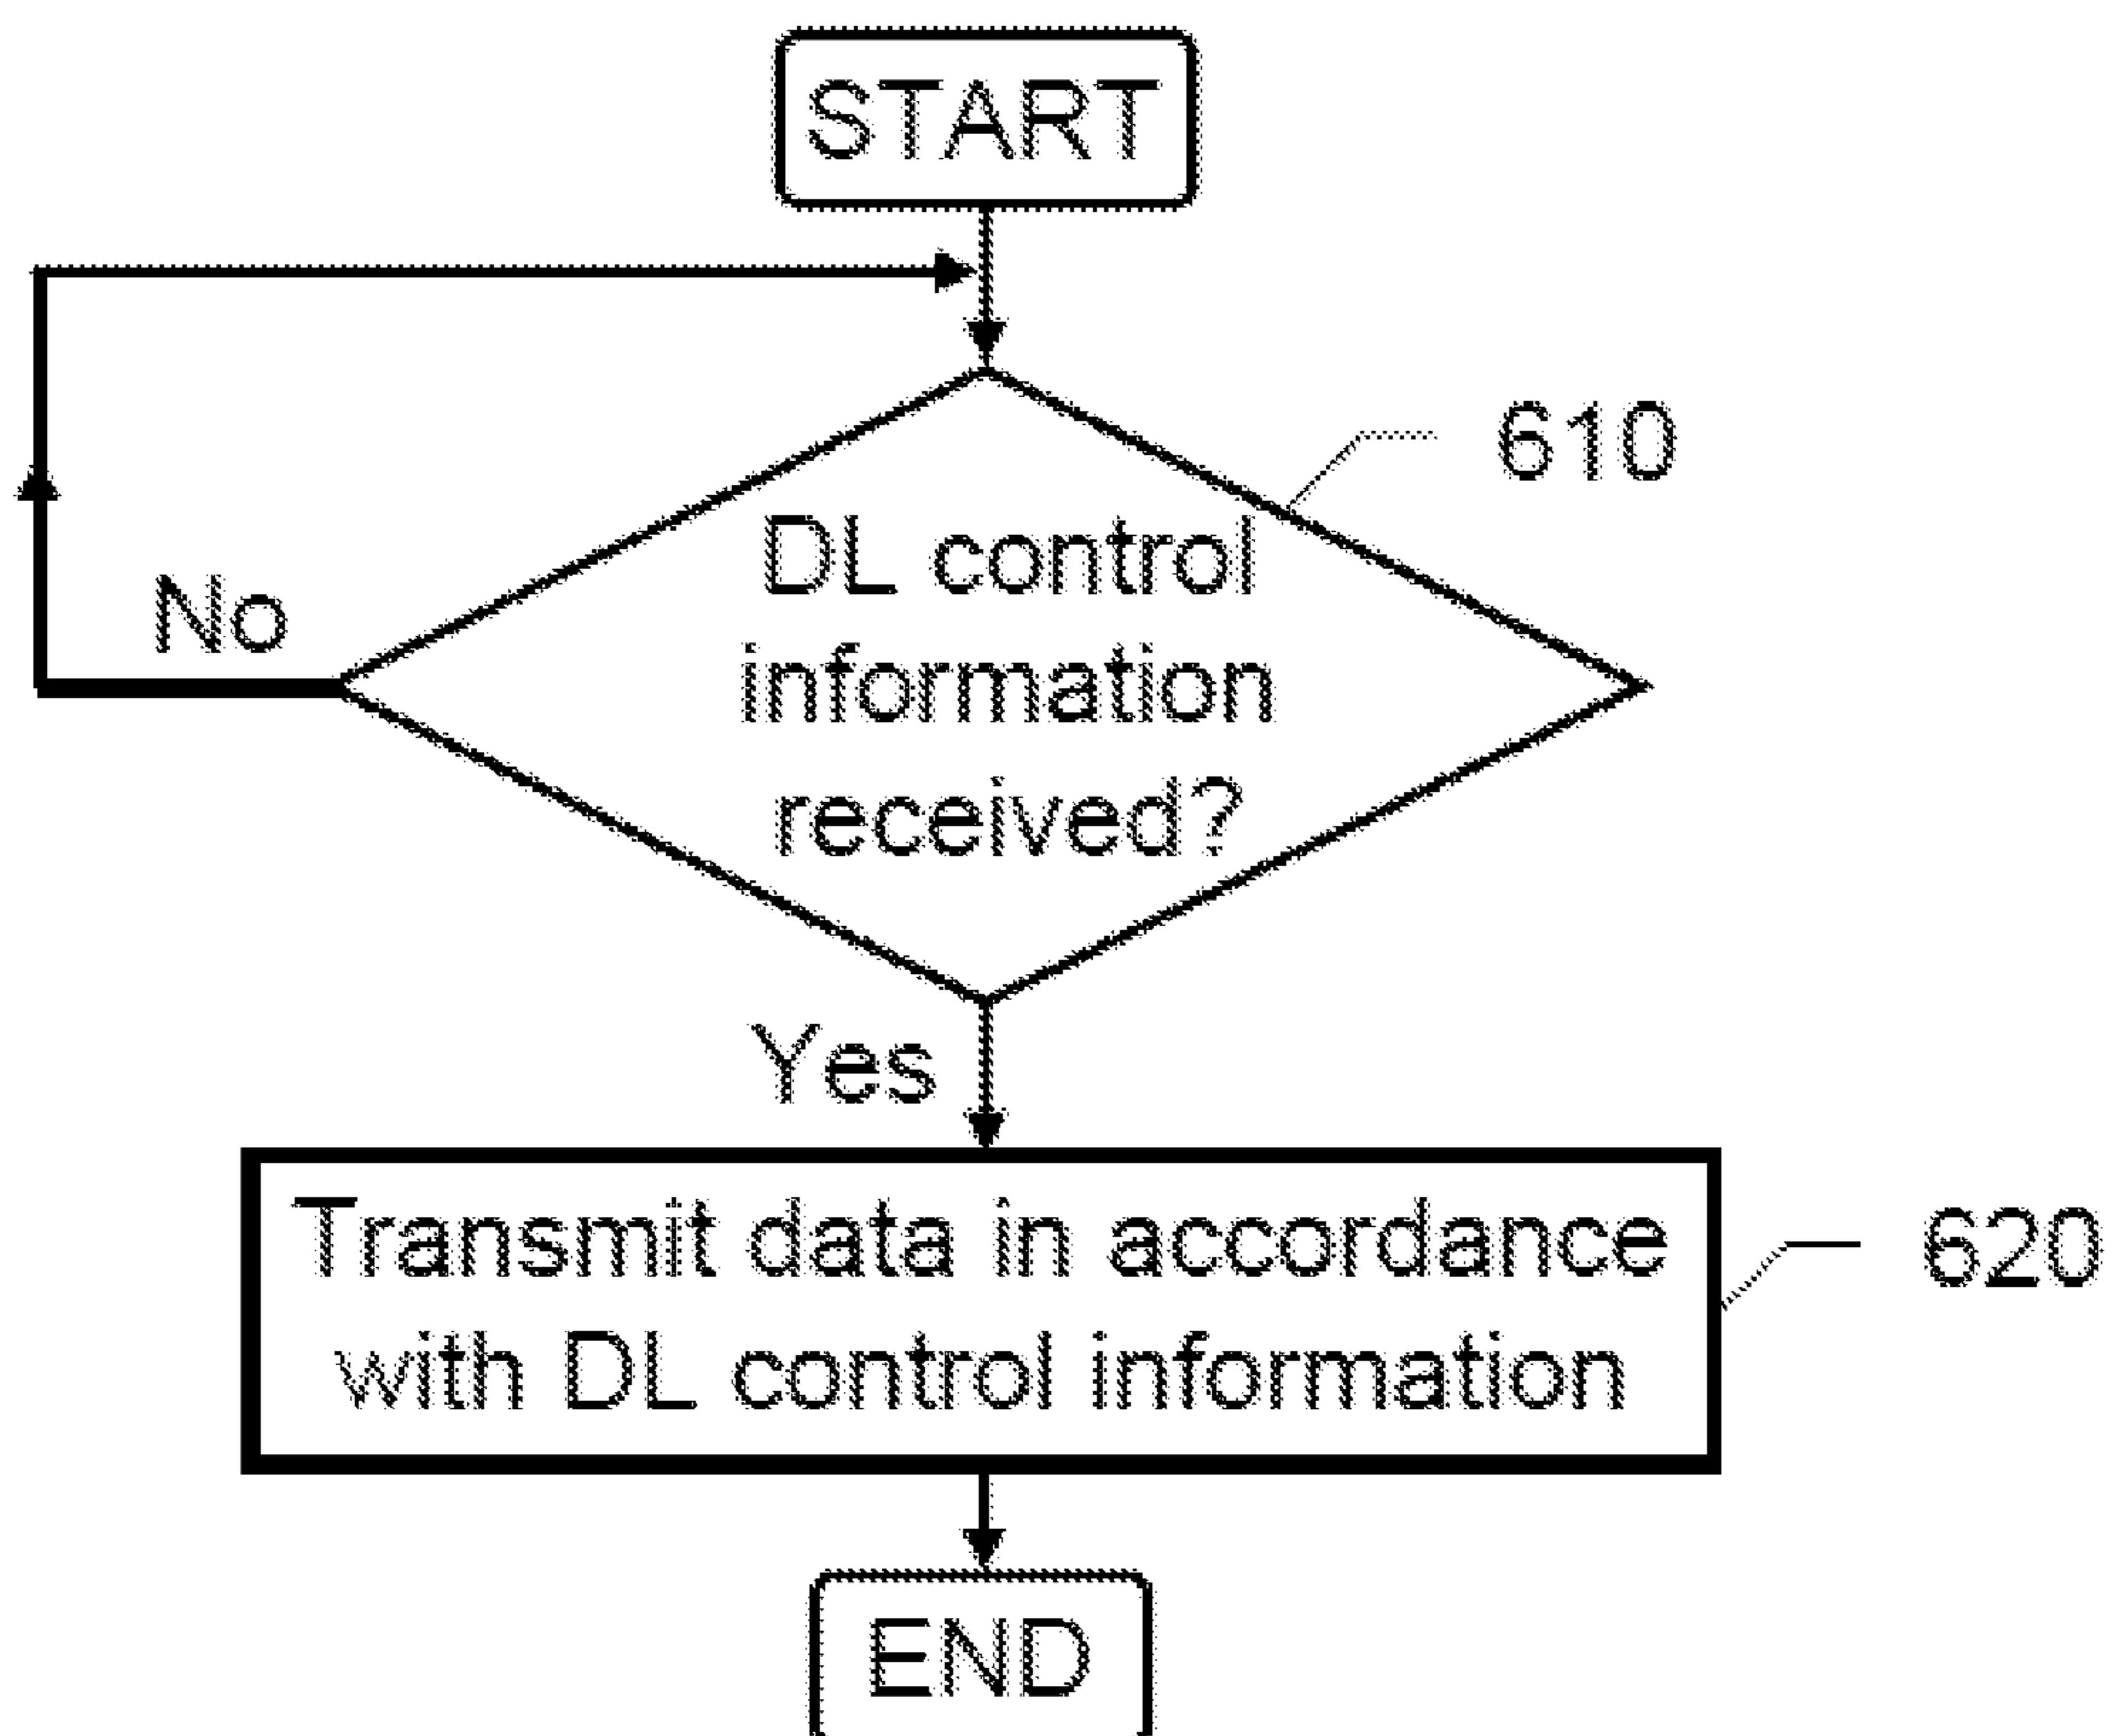 START
610
DL control
information
received?
No
Yes
Transmit data in accordance
with DL control information
620
END